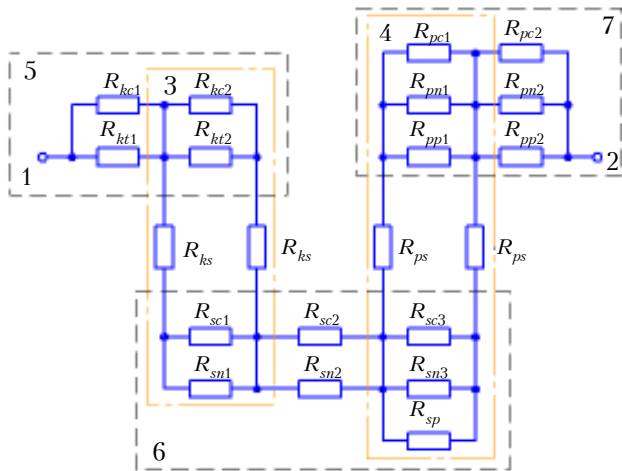 4 R_pc1 R_pc2 7
5 R_kc1 3 R_kc2 R_pn1 R_pn2
R_kt1 R_kt2 R_pp1 R_pp2
1 2
R_ks R_ks R_ps R_ps
R_sc1 R_sc2 R_sc3
R_sn1 R_sn2 R_sn3
R_sp
6